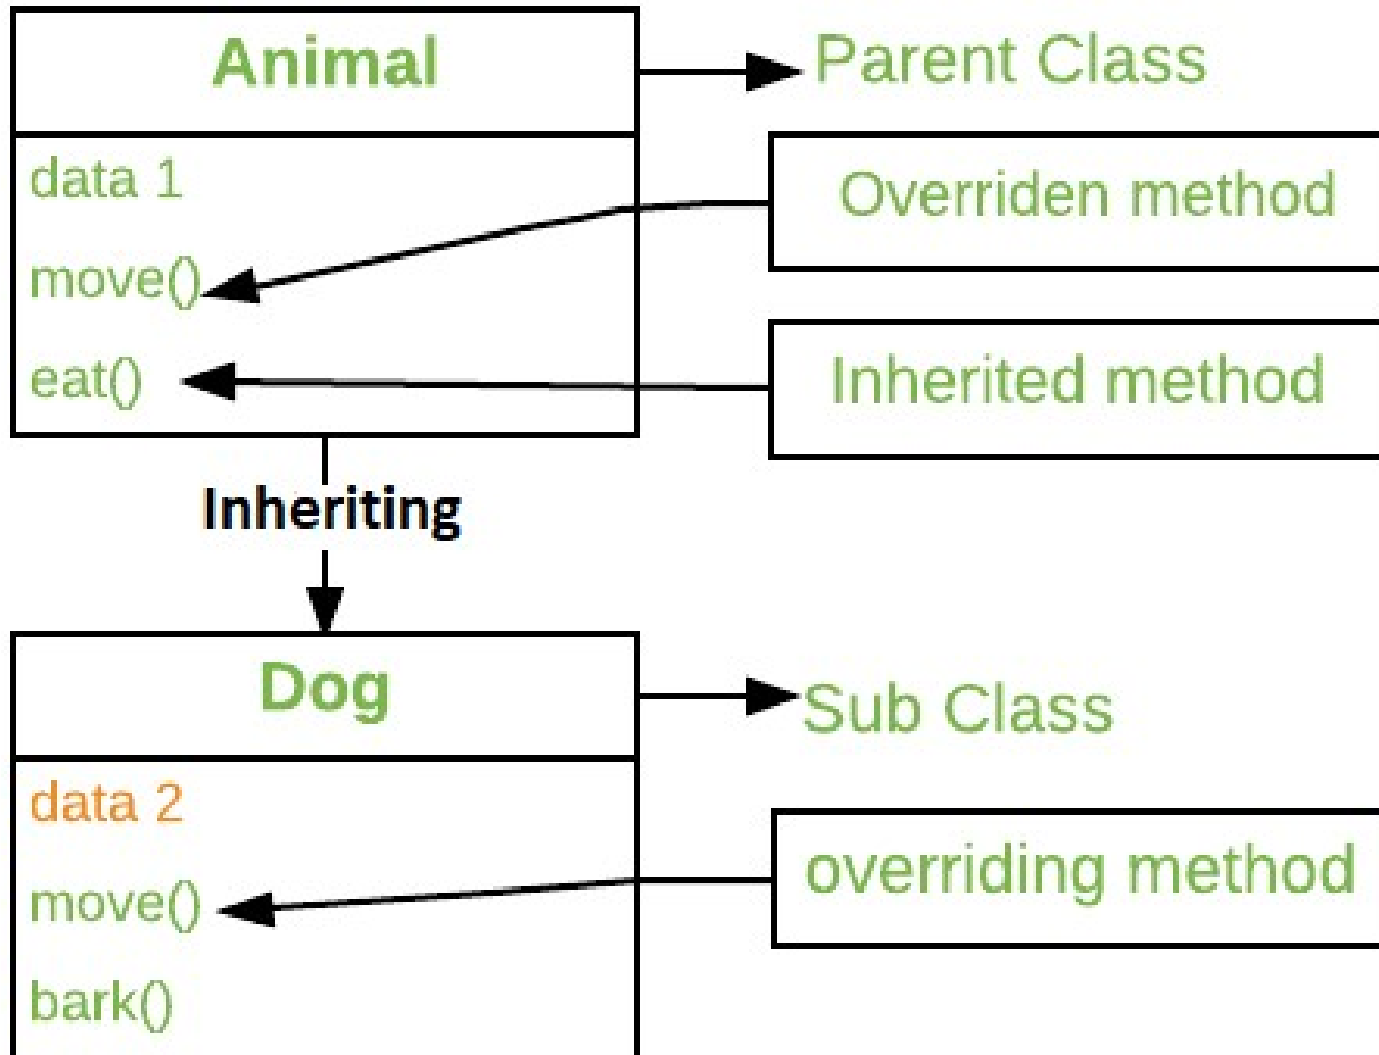 Animal
Parent Class
data 1
Overriden method
move()
eat()
Inherited method
Inheriting
Dog
Sub Class
data 2
overriding method
move()
bark()